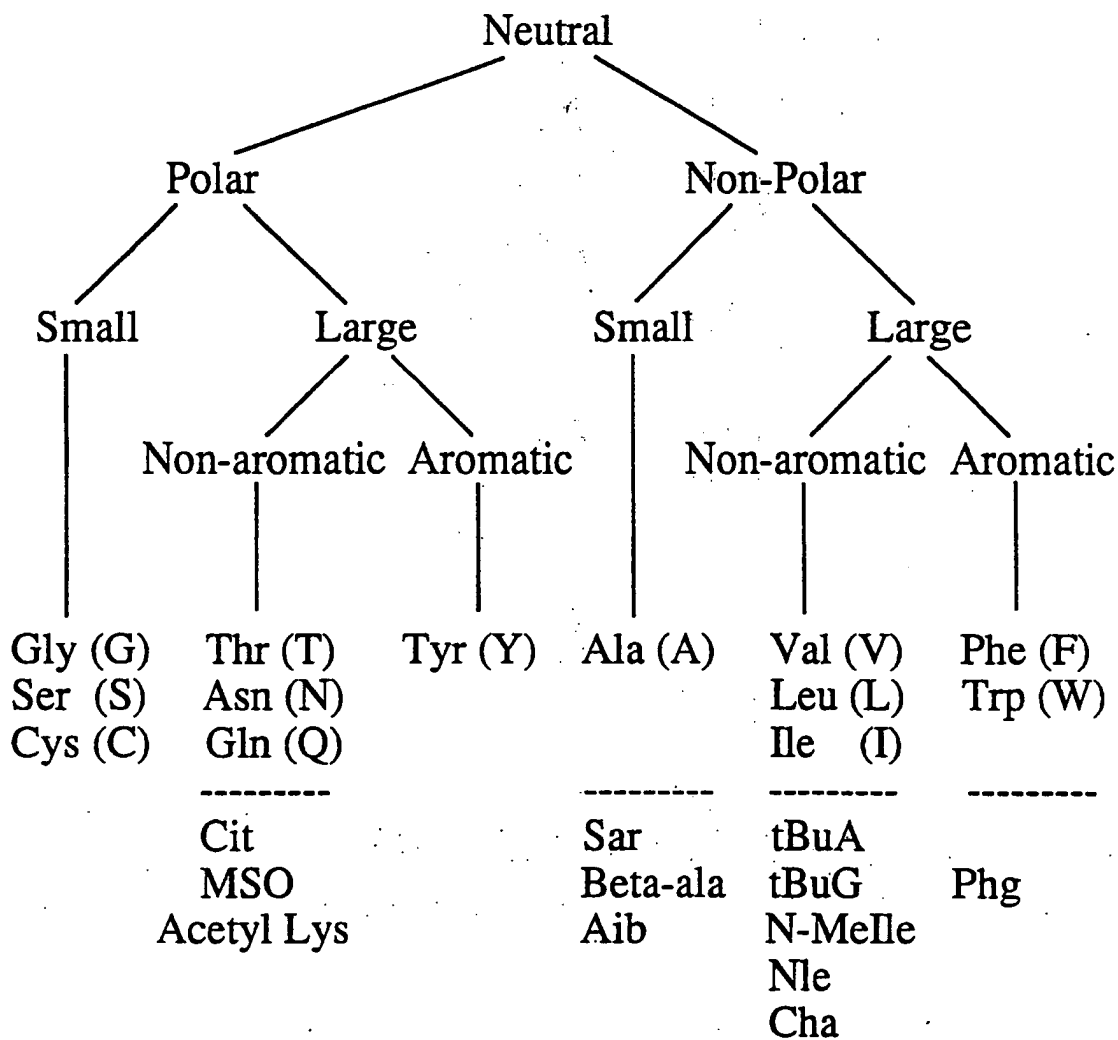 Neutral
Polar Non-Polar
Small Large Small Large
Non-aromatic Aromatic Non-aromatic Aromatic
Gly (G) Thr (T) Tyr (Y) Ala (A) Val (V) Phe (F)
Ser (S) Asn (N) Leu (L) Trp (W)
Cys (C) Gln (Q) Ile (I)
--------- --------- --------- ---------
Cit Sar tBuA
MSO Beta-ala tBuG Phg
Acetyl Lys Aib N-MeIle
Nle
Cha